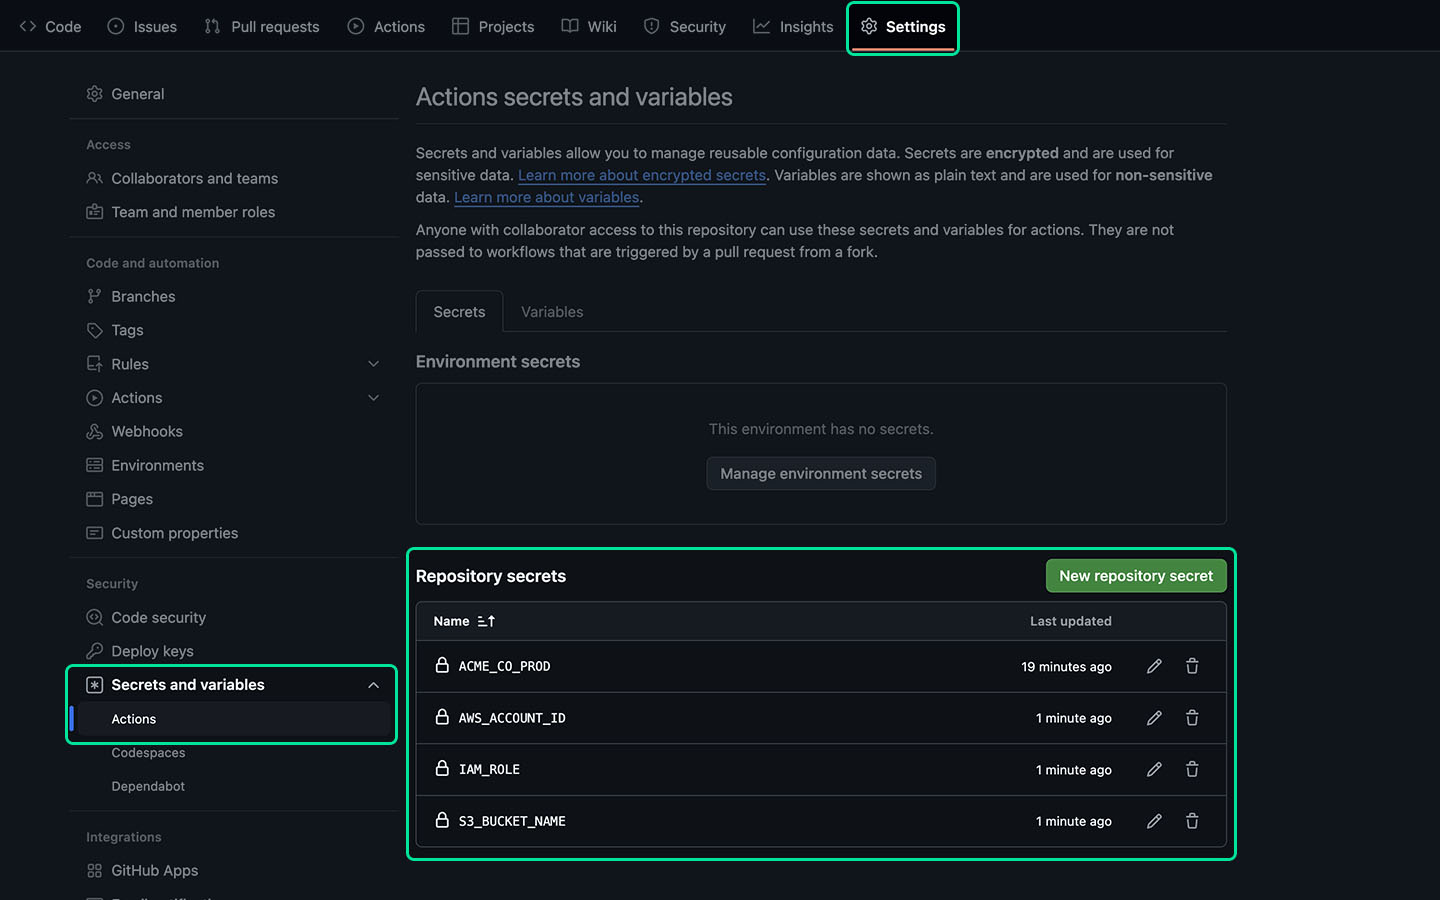 Code Issues Pull requests Actions Projects Wiki Security Insights Settings
General
Access
Collaborators and teams
Team and member roles
Code and automation
Branches
Tags
Rules
Actions
Webhooks
Environments
Pages
Custom properties
Security
Code security
Deploy keys
Secrets and variables
Actions
Codespaces
Dependabot
Integrations
GitHub Apps
Actions secrets and variables
Secrets and variables allow you to manage reusable configuration data. Secrets are encrypted and are used for
sensitive data. Learn more about encrypted secrets. Variables are shown as plain text and are used for non-sensitive
data. Learn more about variables.
Anyone with collaborator access to this repository can use these secrets and variables for actions. They are not
passed to workflows that are triggered by a pull request from a fork.
Secrets Variables
Environment secrets
This environment has no secrets.
Manage environment secrets
Repository secrets New repository secret
Name Last updated
ACME_CO_PROD 19 minutes ago
AWS_ACCOUNT_ID 1 minute ago
IAM_ROLE 1 minute ago
S3_BUCKET_NAME 1 minute ago